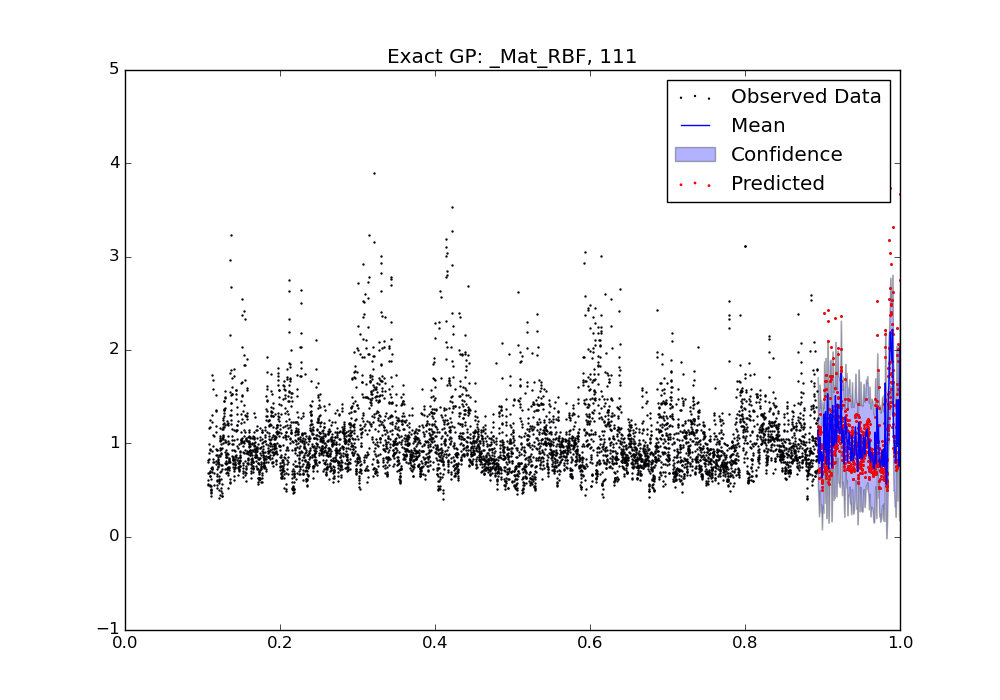 Exact GP: _Mat_RBF, 111
5
4
3
2
1
0
−1
0.0
0.2
0.4
0.6
0.8
1.0
Observed Data
Mean
Confidence
Predicted